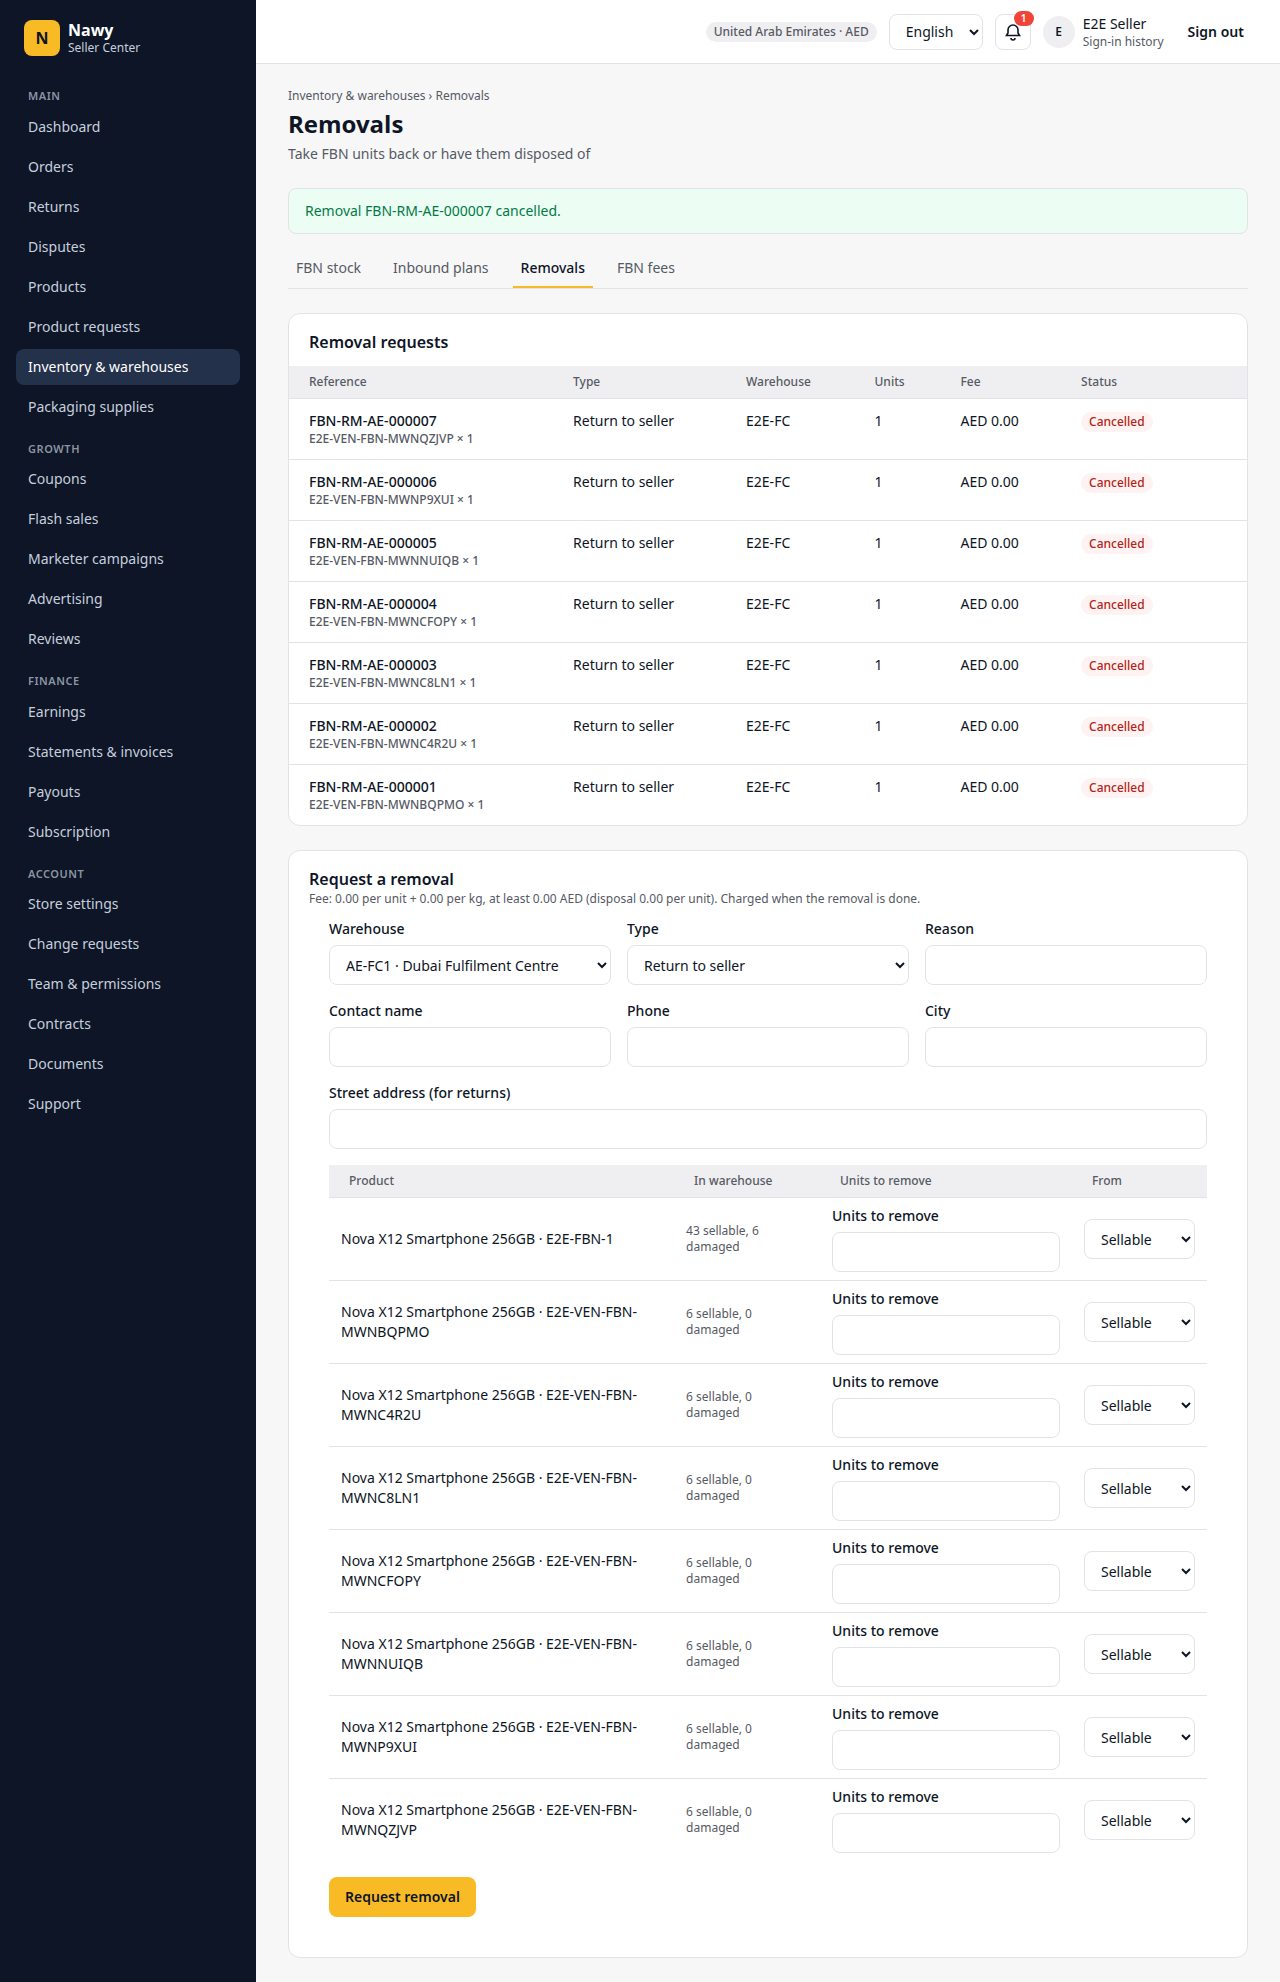 N
Nawy
Seller Center
United Arab Emirates · AED
English
1
E
E2E Seller
Sign-in history
Sign out
MAIN
Dashboard
Orders
Returns
Disputes
Products
Product requests
Inventory & warehouses
Packaging supplies
GROWTH
Coupons
Flash sales
Marketer campaigns
Advertising
Reviews
FINANCE
Earnings
Statements & invoices
Payouts
Subscription
ACCOUNT
Store settings
Change requests
Team & permissions
Contracts
Documents
Support
Inventory & warehouses › Removals
Removals
Take FBN units back or have them disposed of
Removal FBN-RM-AE-000007 cancelled.
FBN stock Inbound plans Removals FBN fees
Removal requests
Reference Type Warehouse Units Fee Status
FBN-RM-AE-000007 Return to seller E2E-FC 1 AED 0.00 Cancelled
E2E-VEN-FBN-MWNQZJVP × 1
FBN-RM-AE-000006 Return to seller E2E-FC 1 AED 0.00 Cancelled
E2E-VEN-FBN-MWNP9XUI × 1
FBN-RM-AE-000005 Return to seller E2E-FC 1 AED 0.00 Cancelled
E2E-VEN-FBN-MWNNUIQB × 1
FBN-RM-AE-000004 Return to seller E2E-FC 1 AED 0.00 Cancelled
E2E-VEN-FBN-MWNCFOPY × 1
FBN-RM-AE-000003 Return to seller E2E-FC 1 AED 0.00 Cancelled
E2E-VEN-FBN-MWNC8LN1 × 1
FBN-RM-AE-000002 Return to seller E2E-FC 1 AED 0.00 Cancelled
E2E-VEN-FBN-MWNC4R2U × 1
FBN-RM-AE-000001 Return to seller E2E-FC 1 AED 0.00 Cancelled
E2E-VEN-FBN-MWNBQPMO × 1
Request a removal
Fee: 0.00 per unit + 0.00 per kg, at least 0.00 AED (disposal 0.00 per unit). Charged when the removal is done.
Warehouse Type Reason
AE-FC1 · Dubai Fulfilment Centre Return to seller
Contact name Phone City
Street address (for returns)
Product In warehouse Units to remove From
Units to remove
Nova X12 Smartphone 256GB · E2E-FBN-1 43 sellable, 6 Sellable
damaged
Units to remove
Nova X12 Smartphone 256GB · E2E-VEN-FBN- 6 sellable, 0 Sellable
MWNBQPMO damaged
Units to remove
Nova X12 Smartphone 256GB · E2E-VEN-FBN- 6 sellable, 0 Sellable
MWNC4R2U damaged
Units to remove
Nova X12 Smartphone 256GB · E2E-VEN-FBN- 6 sellable, 0 Sellable
MWNC8LN1 damaged
Units to remove
Nova X12 Smartphone 256GB · E2E-VEN-FBN- 6 sellable, 0 Sellable
MWNCFOPY damaged
Units to remove
Nova X12 Smartphone 256GB · E2E-VEN-FBN- 6 sellable, 0 Sellable
MWNNUIQB damaged
Units to remove
Nova X12 Smartphone 256GB · E2E-VEN-FBN- 6 sellable, 0 Sellable
MWNP9XUI damaged
Units to remove
Nova X12 Smartphone 256GB · E2E-VEN-FBN- 6 sellable, 0 Sellable
MWNQZJVP damaged
Request removal